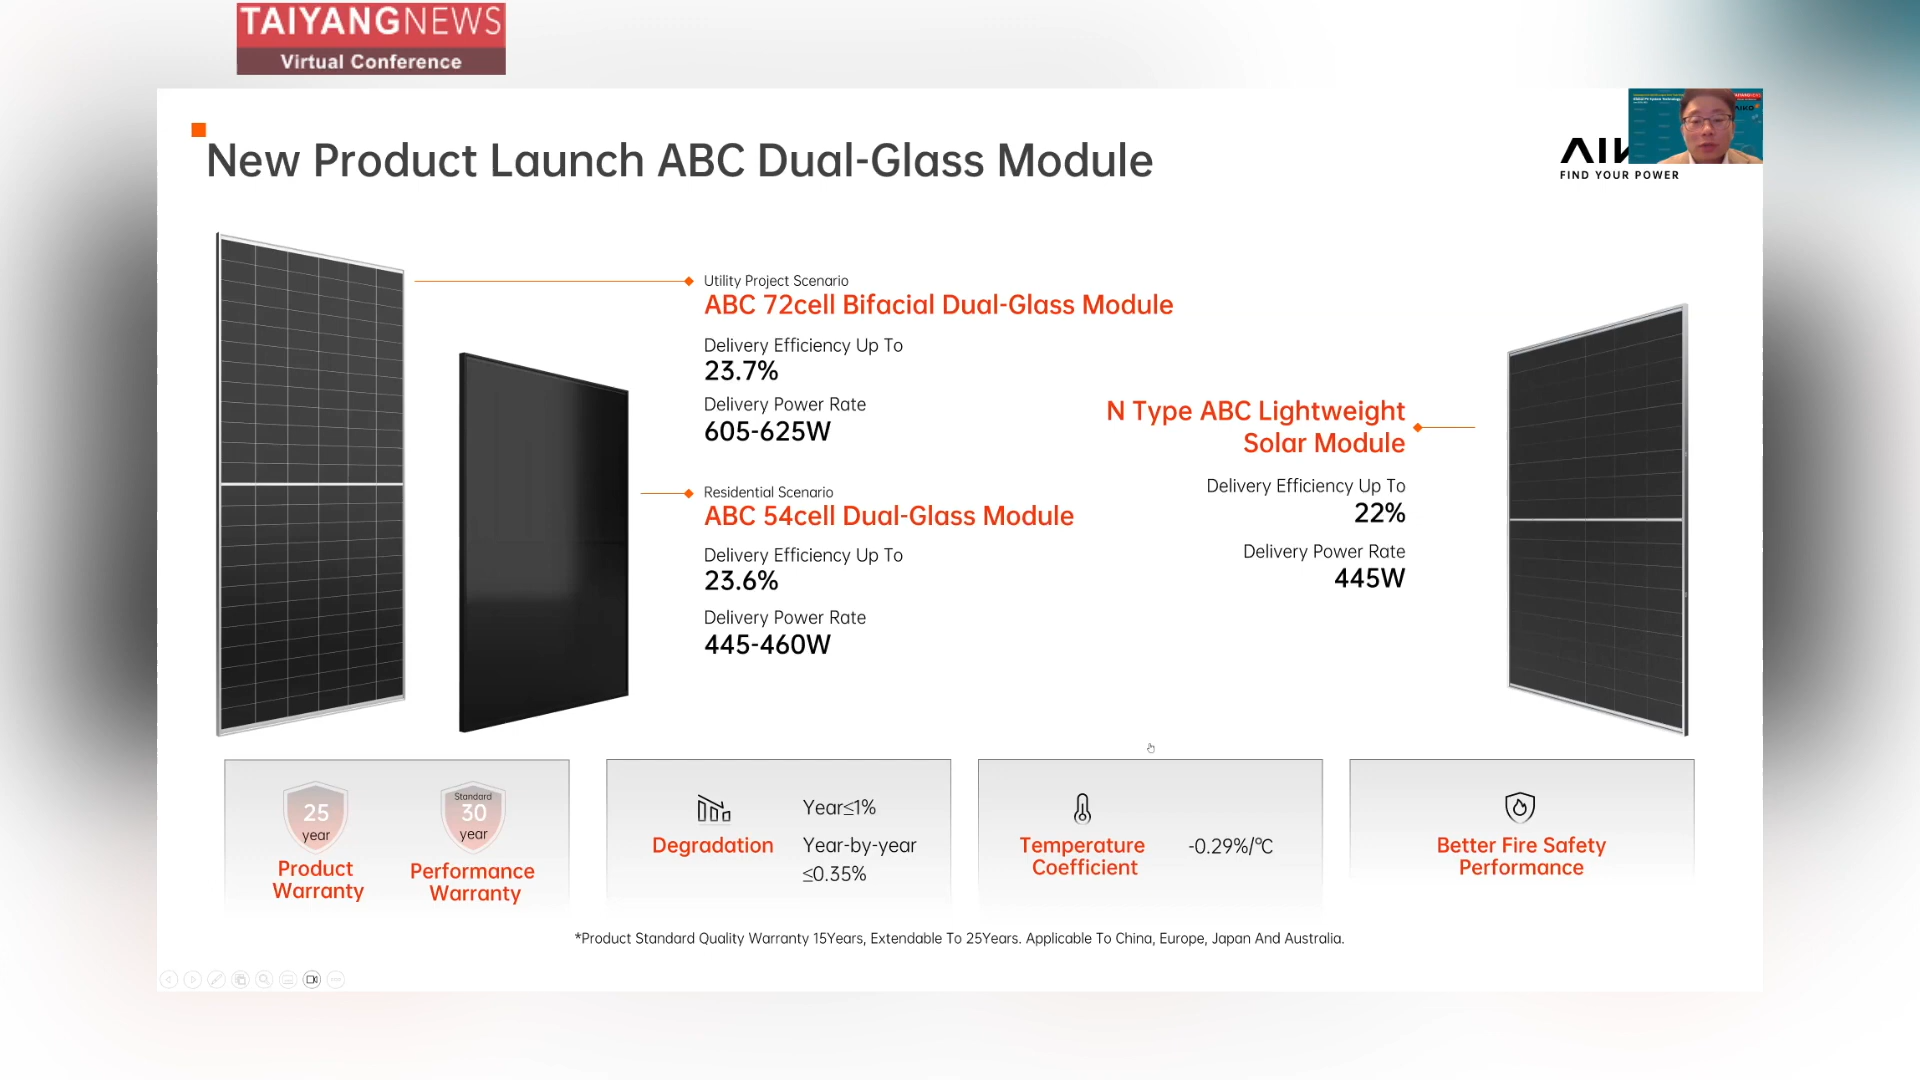 TAIYANGNEWS
Virtual Conference
New Product Launch ABC Dual-Glass Module
FIND YOUR POWER
Utility Project Scenario
ABC 72cell Bifacial Dual-Glass Module
Delivery Efficiency Up To
23.7%
Delivery Power Rate
605-625W
Residential Scenario
ABC 54cell Dual-Glass Module
Delivery Efficiency Up To
23.6%
Delivery Power Rate
445-460W
N Type ABC Lightweight
Solar Module
Delivery Efficiency Up To
22%
Delivery Power Rate
445W
25
year
Product
Warranty
Standard
30
year
Performance
Warranty
Degradation
Year≤1%
Year-by-year
≤0.35%
Temperature
Coefficient
-0.29%/℃
Better Fire Safety
Performance
*Product Standard Quality Warranty 15Years, Extendable To 25Years. Applicable To China, Europe, Japan And Australia.